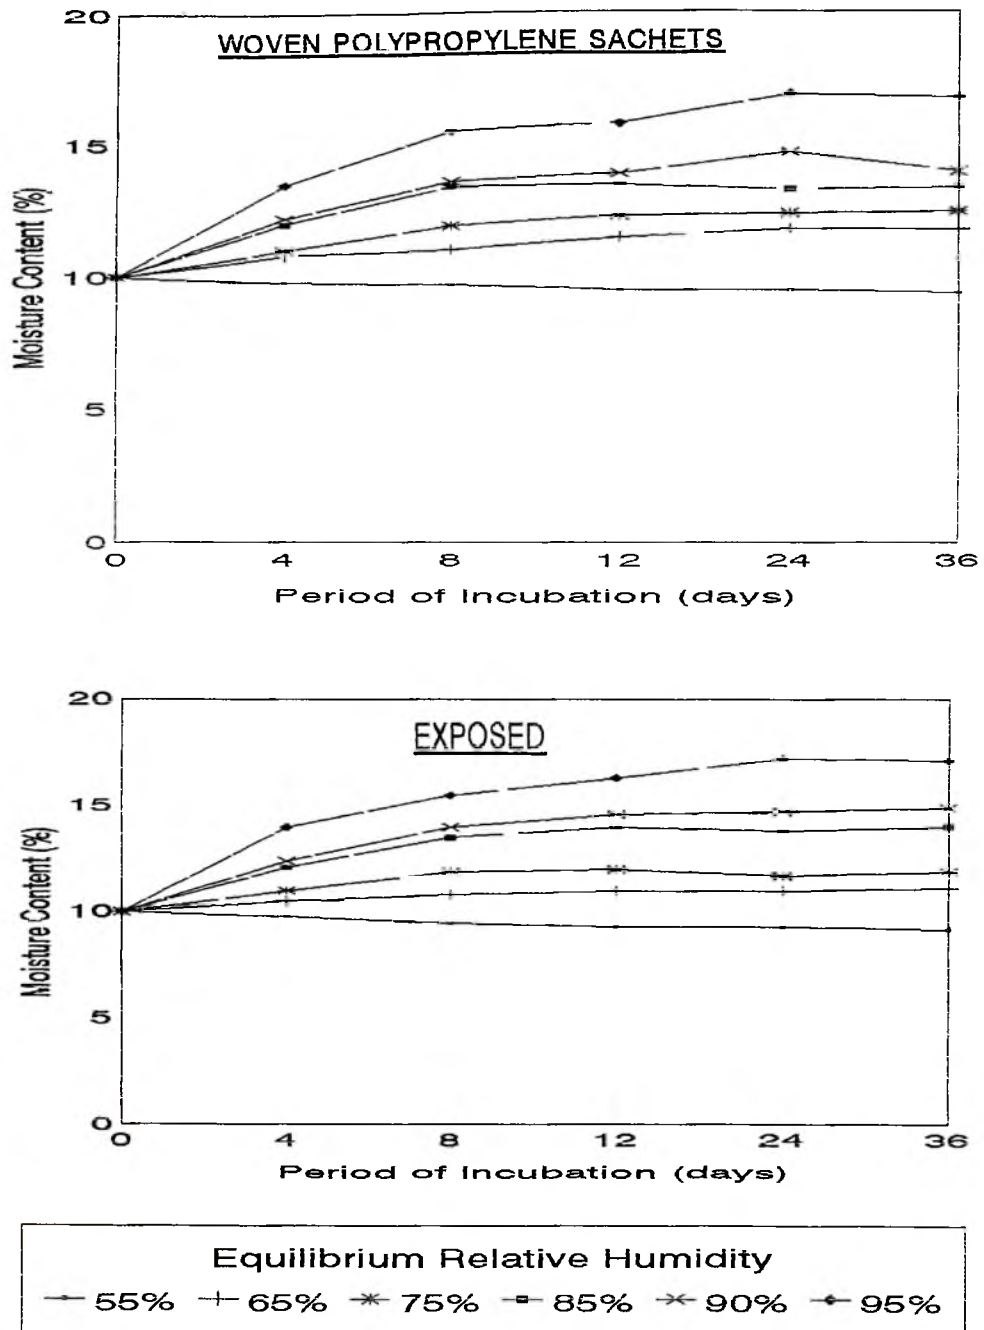 WOVEN POLYPROPYLENE SACHETS
20
15
10
5
0
Moisture Content (%)
0 4 8 12 24 36
Period of Incubation (days)
EXPOSED
20
15
10
5
0
Moisture Content (%)
0 4 8 12 24 36
Period of Incubation (days)
Equilibrium Relative Humidity
55% 65% 75% 85% 90% 95%